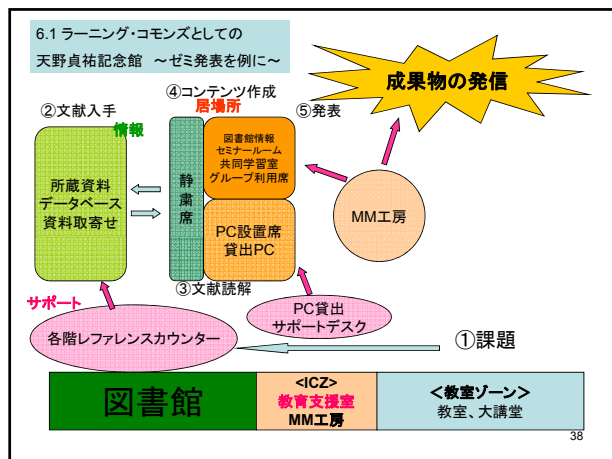 6.1 ラーニング・コモンズとしての
天野貞祐記念館　～ゼミ発表を例に～
成果物の発信
④コンテンツ作成
居場所
⑤発表
②文献入手
情報
図書館情報
セミナールーム
共同学習室
グループ利用席
静粛席
所蔵資料
データベース
資料取寄せ
MM工房
PC設置席
貸出PC
③文献読解
サポート
PC貸出
サポートデスク
各階レファレンスカウンター
①課題
図書館
<ICZ>
教育支援室
MM工房
＜教室ゾーン＞
教室、大講堂
38